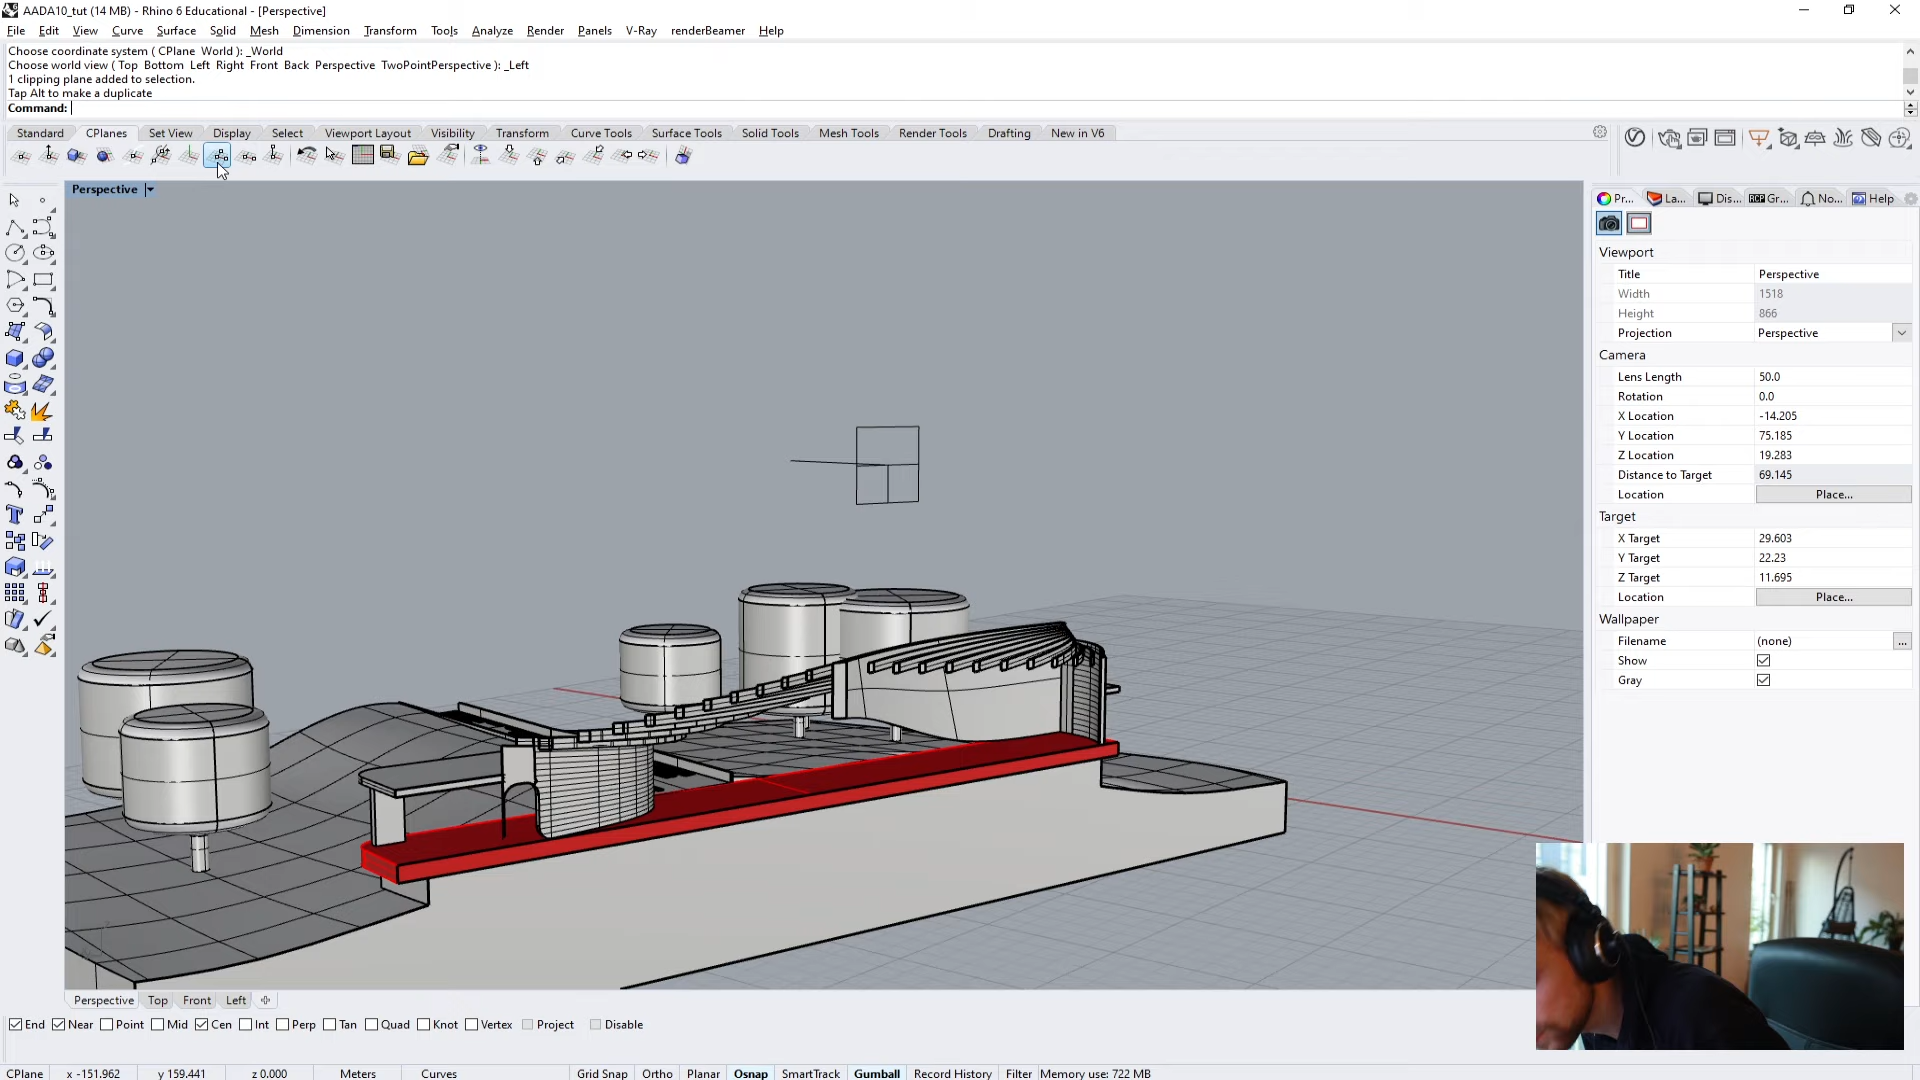 AADA10_tut (14 MB) - Rhino 6 Educational - [Perspective]
File Edit View Curve Surface Solid Mesh Dimension Transform Tools Analyze Render Panels V-Ray renderBeamer Help
Choose coordinate system ( CPlane World ): _World
Choose world view ( Top Bottom Left Right Front Back Perspective TwoPointPerspective ): _Left
1 clipping plane added to selection.
Tap Alt to make a duplicate
Command:
Standard CPlanes Set View Display Select Viewport Layout Visibility Transform Curve Tools Surface Tools Solid Tools Mesh Tools Render Tools Drafting New in V6
Perspective
Pr... La... Dis... Gr... No... Help
Viewport
Title Perspective
Width 1518
Height 866
Projection Perspective
Camera
Lens Length 50.0
Rotation 0.0
X Location -14.205
Y Location 75.185
Z Location 19.283
Distance to Target 69.145
Location Place...
Target
X Target 29.603
Y Target 22.23
Z Target 11.695
Location Place...
Wallpaper
Filename (none) ...
Show
Gray
Perspective Top Front Left
End Near Point Mid Cen Int Perp Tan Quad Knot Vertex Project Disable
CPlane x -151.962 y 159.441 z 0.000 Meters Curves Grid Snap Ortho Planar Osnap SmartTrack Gumball Record History Filter Memory use: 722 MB